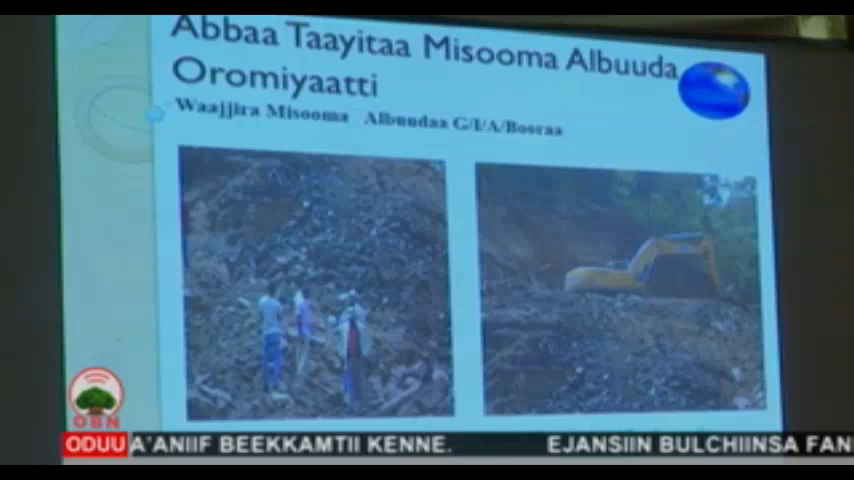 Abbaa Taayitaa Misooma Albuuda
Oromiyaatti
Waajjira Misooma Albuudaa G/I/A/Booraa
OBN
ODUU A'ANIIF BEEKKAMTII KENNE. EJANSIIN BULCHIINSA FAN